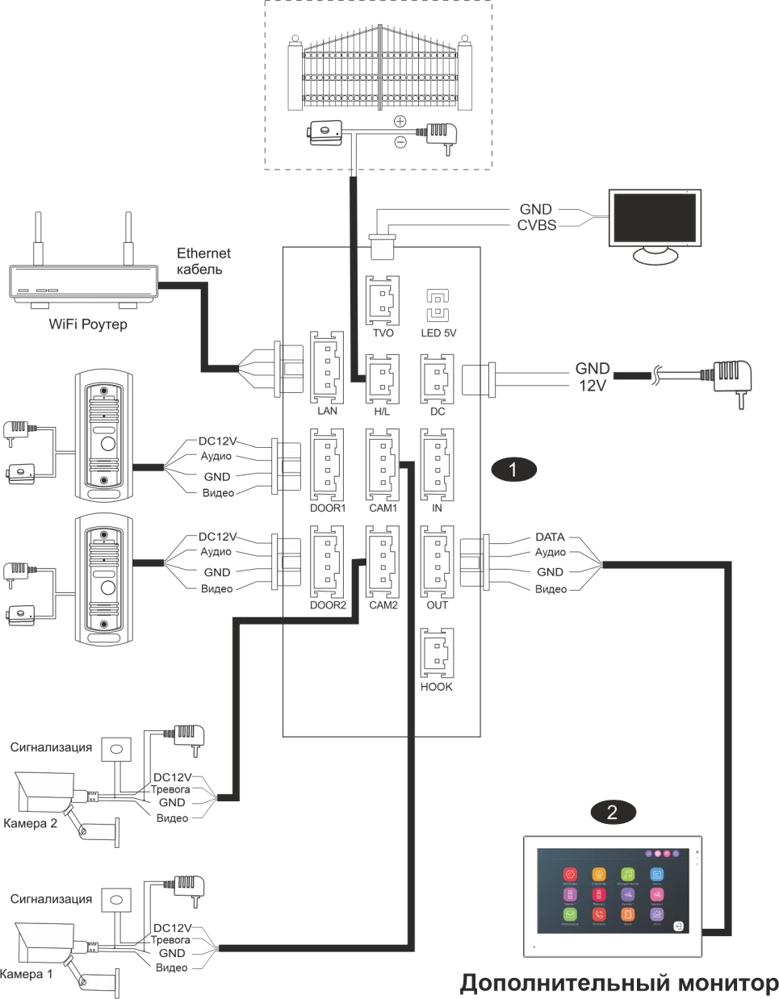 +
−
GND
CVBS
Ethernet
кабель
WiFi Роутер
TVO
LED 5V
LAN
H/L
DC
GND
12V
DC12V
Аудио
GND
Видео
DOOR1
CAM1
IN
1
DC12V
Аудио
GND
Видео
DOOR2
CAM2
OUT
DATA
Аудио
GND
Видео
HOOK
Сигнализация
DC12V
Тревога
GND
Видео
Камера 2
2
Сигнализация
DC12V
Тревога
GND
Видео
Камера 1
Дополнительный монитор